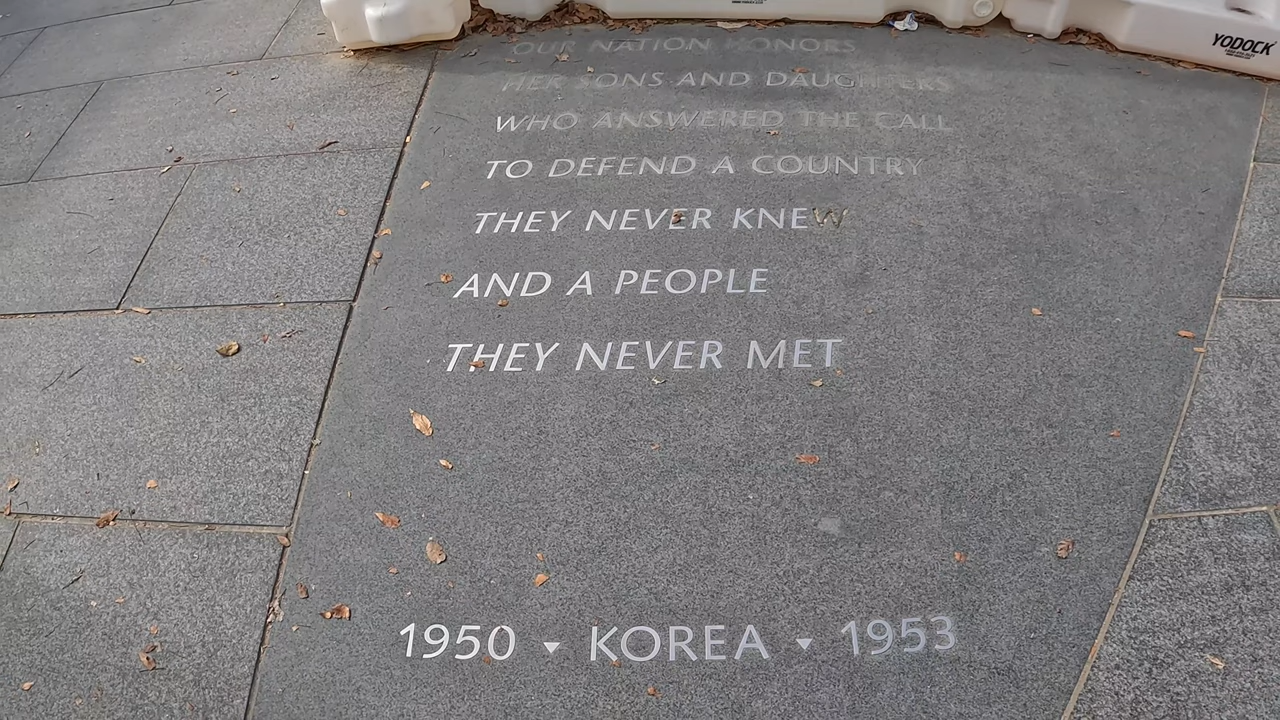 OUR NATION HONORS
HER SONS AND DAUGHTERS
WHO ANSWERED THE CALL
TO DEFEND A COUNTRY
THEY NEVER KNEW
AND A PEOPLE
THEY NEVER MET
1950 ▾ KOREA ▾ 1953
YODOCK